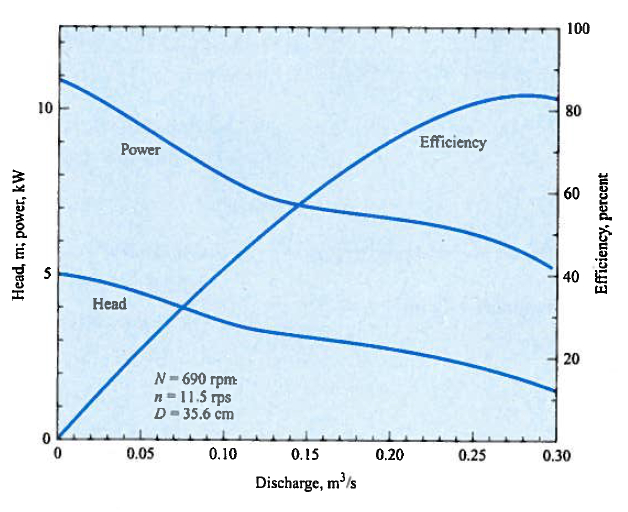 100
10
80
Power
Efficiency
60
Head, m; power, kW
Efficiency, percent
5
40
Head
20
N = 690 rpm
n = 11.5 rps
D = 35.6 cm
0
0 0.05 0.10 0.15 0.20 0.25 0.30
Discharge, m³/s